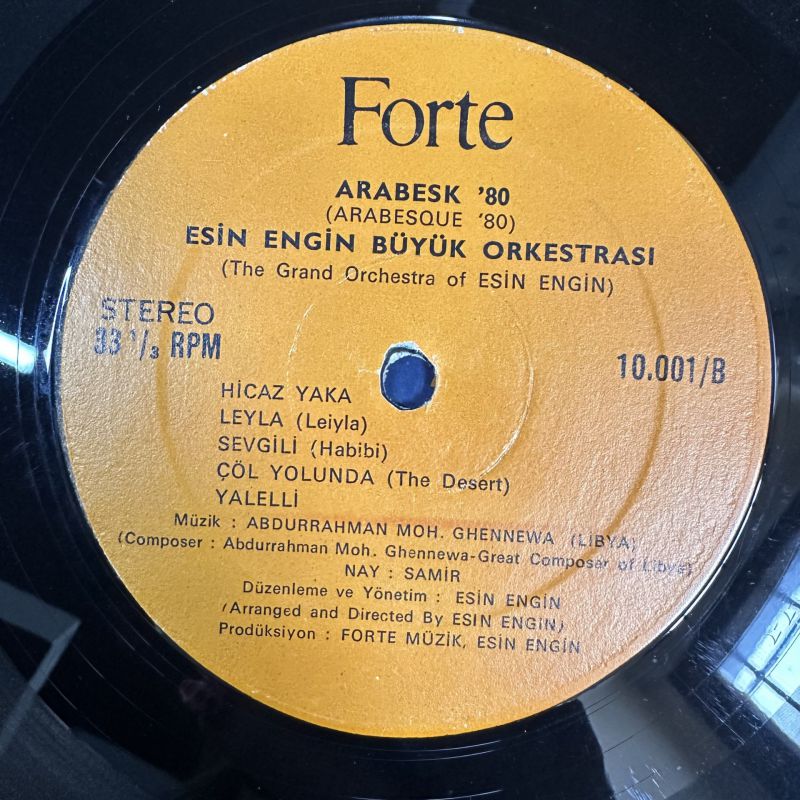 Forte
ARABESK '80
(ARABESQUE '80)
ESİN ENGİN BÜYÜK ORKESTRASI
(The Grand Orchestra of ESİN ENGİN)
STEREO
33 1/3 RPM
10.001/B
HİCAZ YAKA
LEYLA (Leiyla)
SEVGİLİ (Habibi)
ÇÖL YOLUNDA (The Desert)
YALELLİ
Müzik : ABDURRAHMAN MOH. GHENNEWA (LİBYA)
(Composer : Abdurrahman Moh. Ghennewa-Great Composer of Libya)
NAY : SAMİR
Düzenleme ve Yönetim : ESİN ENGİN
(Arranged and Directed By ESIN ENGIN)
Prodüksiyon : FORTE MÜZİK, ESİN ENGİN